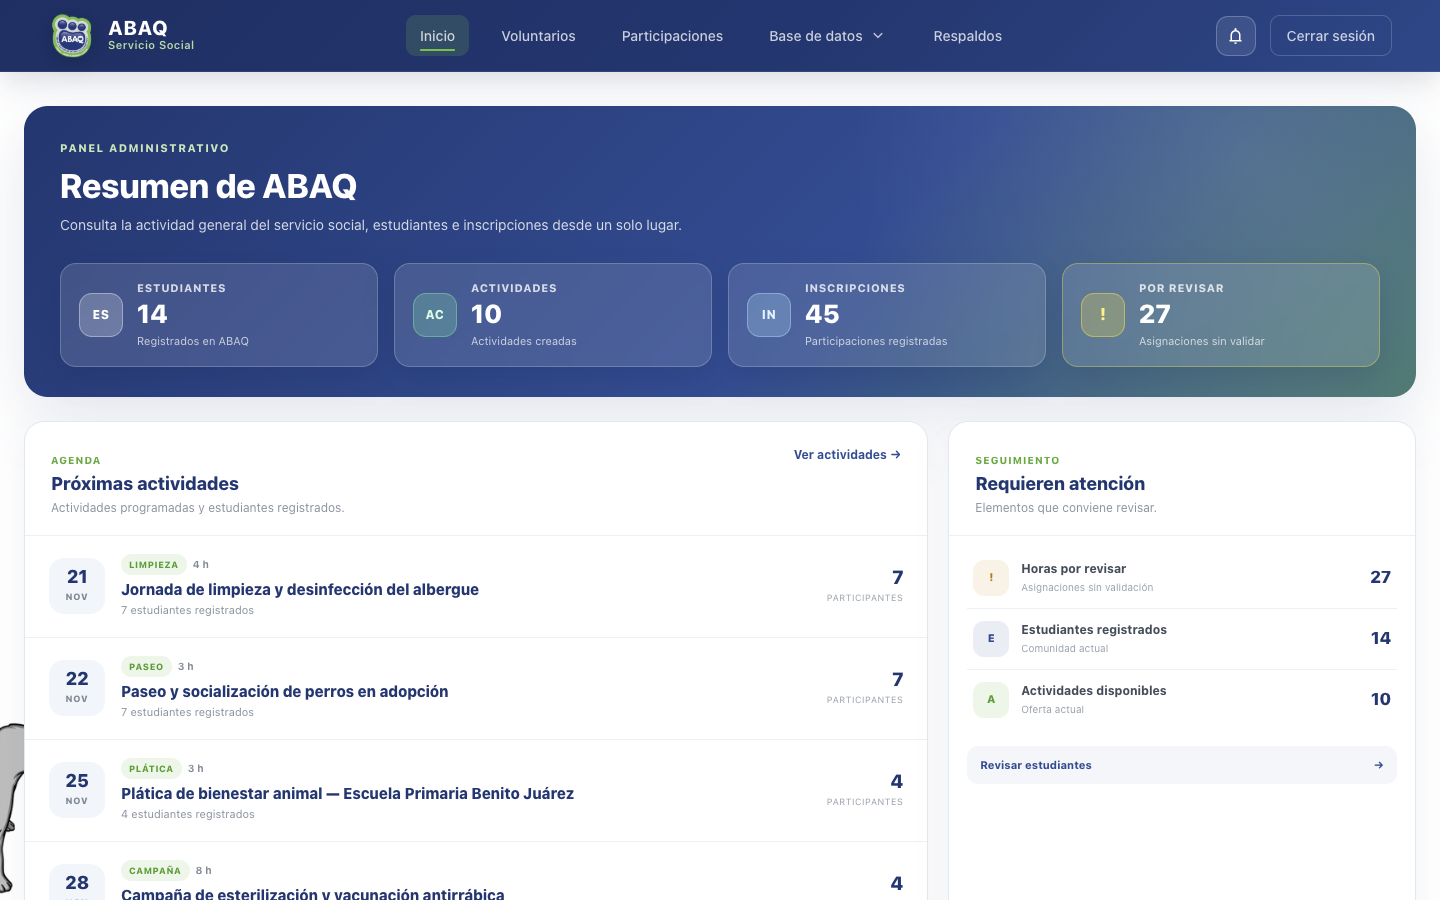 ABAQ
Servicio Social
Inicio
Voluntarios
Participaciones
Base de datos
Respaldos
Cerrar sesión
PANEL ADMINISTRATIVO
Resumen de ABAQ
Consulta la actividad general del servicio social, estudiantes e inscripciones desde un solo lugar.
ES
ESTUDIANTES
14
Registrados en ABAQ
AC
ACTIVIDADES
10
Actividades creadas
IN
INSCRIPCIONES
45
Participaciones registradas
!
POR REVISAR
27
Asignaciones sin validar
AGENDA
Próximas actividades
Actividades programadas y estudiantes registrados.
Ver actividades →
21
NOV
LIMPIEZA 4 h
Jornada de limpieza y desinfección del albergue
7 estudiantes registrados
7
PARTICIPANTES
22
NOV
PASEO 3 h
Paseo y socialización de perros en adopción
7 estudiantes registrados
7
PARTICIPANTES
25
NOV
PLÁTICA 3 h
Plática de bienestar animal — Escuela Primaria Benito Juárez
4 estudiantes registrados
4
PARTICIPANTES
28
CAMPAÑA 8 h
Campaña de esterilización y vacunación antirrábica
4
SEGUIMIENTO
Requieren atención
Elementos que conviene revisar.
!
Horas por revisar
Asignaciones sin validación
27
E
Estudiantes registrados
Comunidad actual
14
A
Actividades disponibles
Oferta actual
10
Revisar estudiantes →